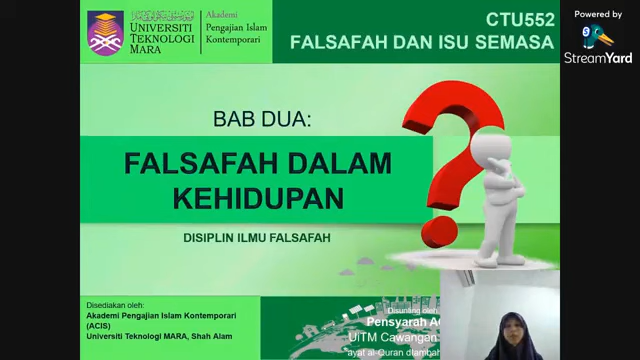 UNIVERSITI
TEKNOLOGI
MARA
Akademi
Pengajian Islam
Kontemporari
CTU552
FALSAFAH DAN ISU SEMASA
Powered by
StreamYard
BAB DUA:
FALSAFAH DALAM
KEHIDUPAN
DISIPLIN ILMU FALSAFAH
Disediakan oleh:
Akademi Pengajian Islam Kontemporari
(ACIS)
Universiti Teknologi MARA, Shah Alam
Disunting oleh
Pensyarah
UiTM Cawangan
ayat al-Quran